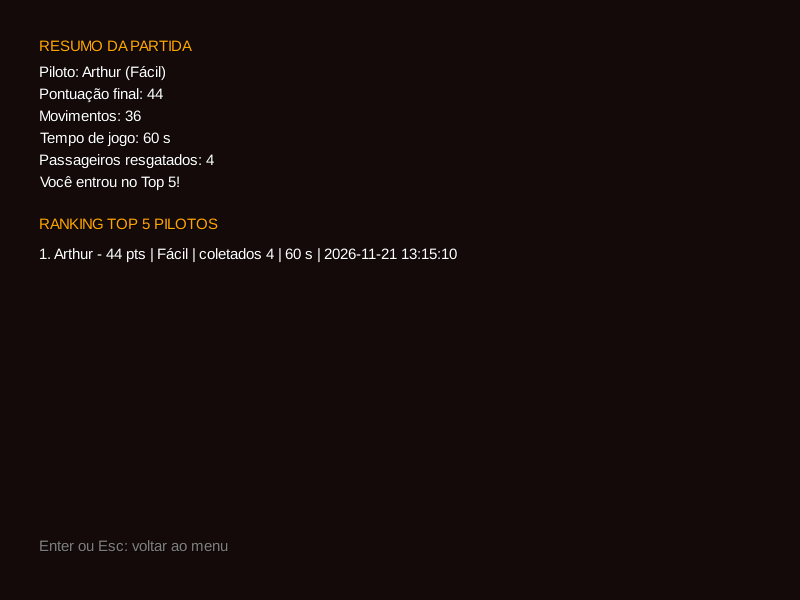 RESUMO DA PARTIDA
Piloto: Arthur (Fácil)
Pontuação final: 44
Movimentos: 36
Tempo de jogo: 60 s
Passageiros resgatados: 4
Você entrou no Top 5!
RANKING TOP 5 PILOTOS
1. Arthur - 44 pts | Fácil | coletados 4 | 60 s | 2026-11-21 13:15:10
Enter ou Esc: voltar ao menu